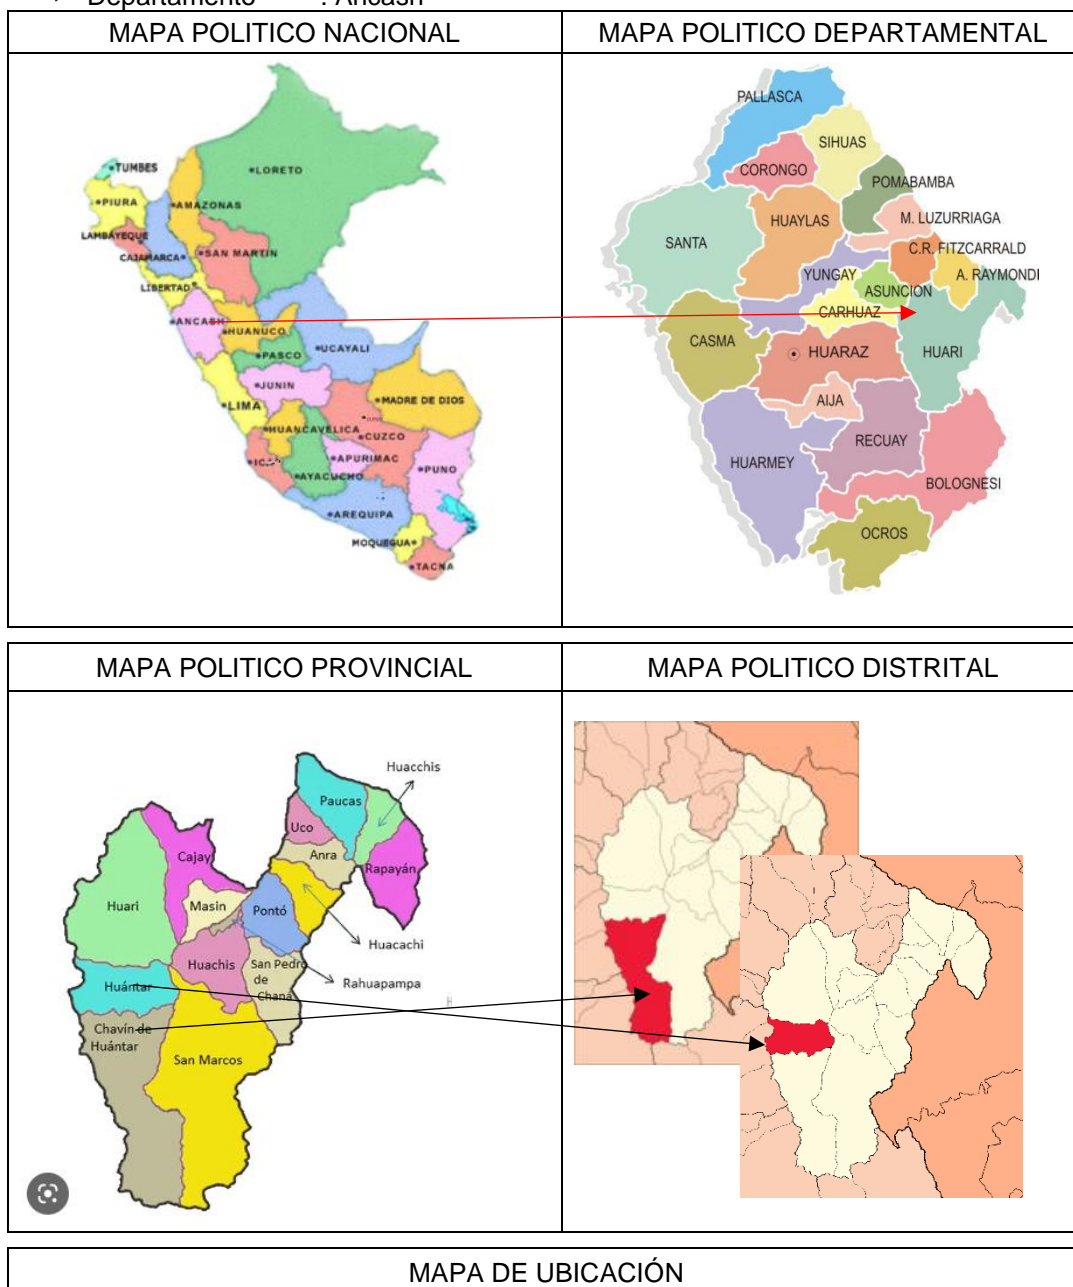 Departamento : Ancash
MAPA POLITICO NACIONAL
MAPA POLITICO DEPARTAMENTAL
TUMBES
LORETO
PIURA
AMAZONAS
LAMBAYEQUE
SAN MARTIN
CAJAMARCA
LIBERTAD
ANCASH
HUANUCO
UCAYALI
PASCO
JUNIN
LIMA
MADRE DE DIOS
HUANCAVELICA
CUZCO
APURIMAC
PUNO
AYACUCHO
AREQUIPA
MOQUEGUA
TACNA
PALLASCA
SIHUAS
CORONGO
POMABAMBA
HUAYLAS
M. LUZURRIAGA
SANTA
C.R. FITZCARRALD
YUNGAY
A. RAYMONDI
ASUNCION
CARHUAZ
CASMA
HUARAZ
HUARI
AIJA
RECUAY
HUARMEY
BOLOGNESI
OCROS
MAPA POLITICO PROVINCIAL
MAPA POLITICO DISTRITAL
Huacchis
Paucas
Uco
Anra
Cajay
Rapayán
Huari
Masin
Pontó
Huacachi
Huachis
San Pedro
de
Chaná
Rahuapampa
Huántar
Chavín de
Huántar
San Marcos
MAPA DE UBICACIÓN